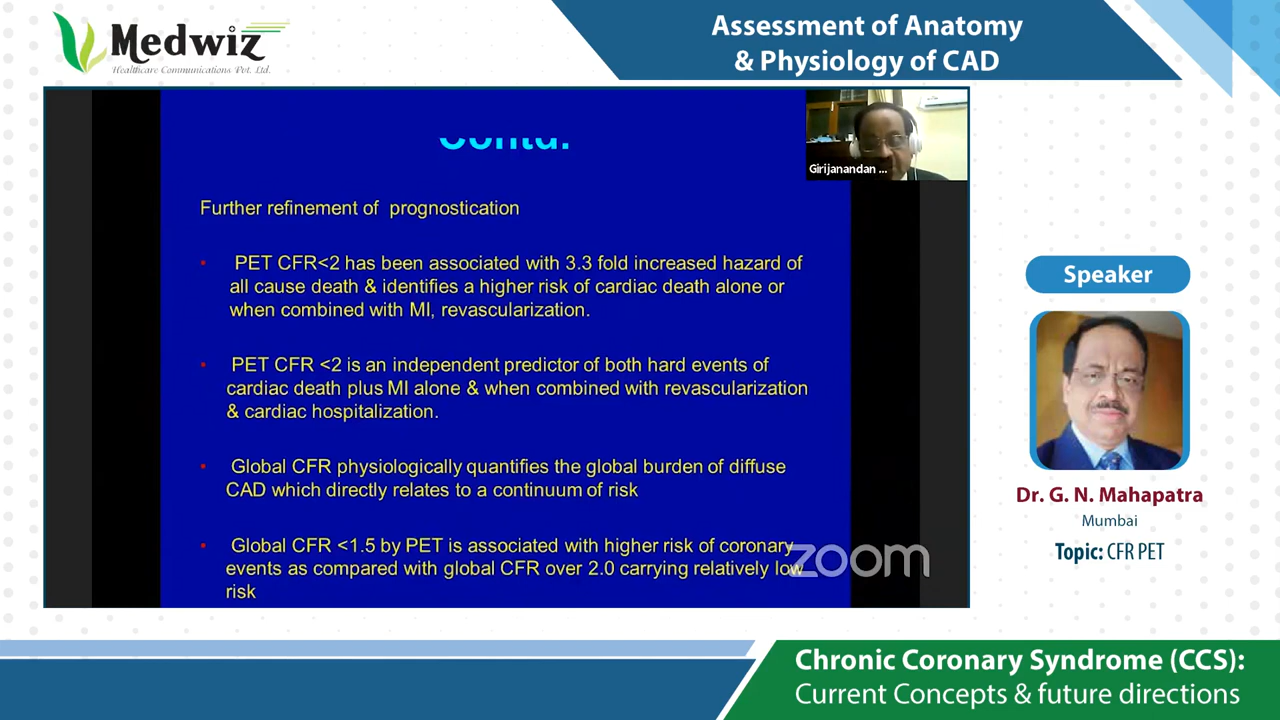 Medwiz
Healthcare Communications Pvt. Ltd.
Assessment of Anatomy
& Physiology of CAD
Contd.
Girijanandan ...
Further refinement of prognostication
PET CFR<2 has been associated with 3.3 fold increased hazard of
all cause death & identifies a higher risk of cardiac death alone or
when combined with MI, revascularization.
PET CFR <2 is an independent predictor of both hard events of
cardiac death plus MI alone & when combined with revascularization
& cardiac hospitalization.
Global CFR physiologically quantifies the global burden of diffuse
CAD which directly relates to a continuum of risk
Global CFR <1.5 by PET is associated with higher risk of coronary
events as compared with global CFR over 2.0 carrying relatively low
risk
zoom
Speaker
Dr. G. N. Mahapatra
Mumbai
Topic: CFR PET
Chronic Coronary Syndrome (CCS):
Current Concepts & future directions